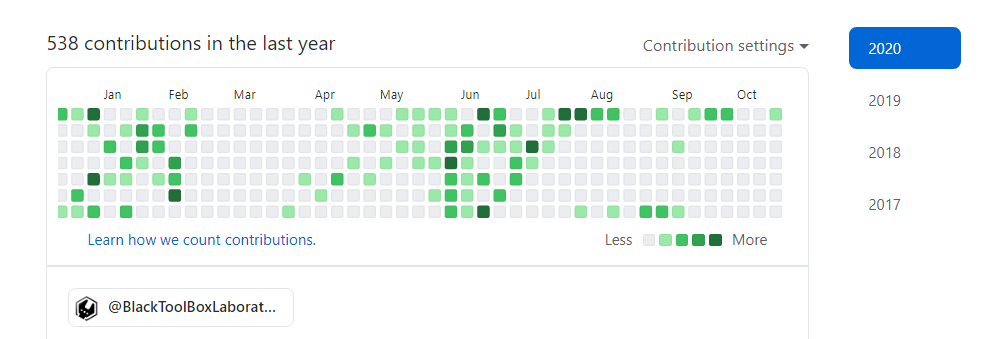 538 contributions in the last year
Contribution settings
2020
2019
2018
2017
Jan Feb Mar Apr May Jun Jul Aug Sep Oct
Learn how we count contributions.
Less More
@BlackToolBoxLaborat...